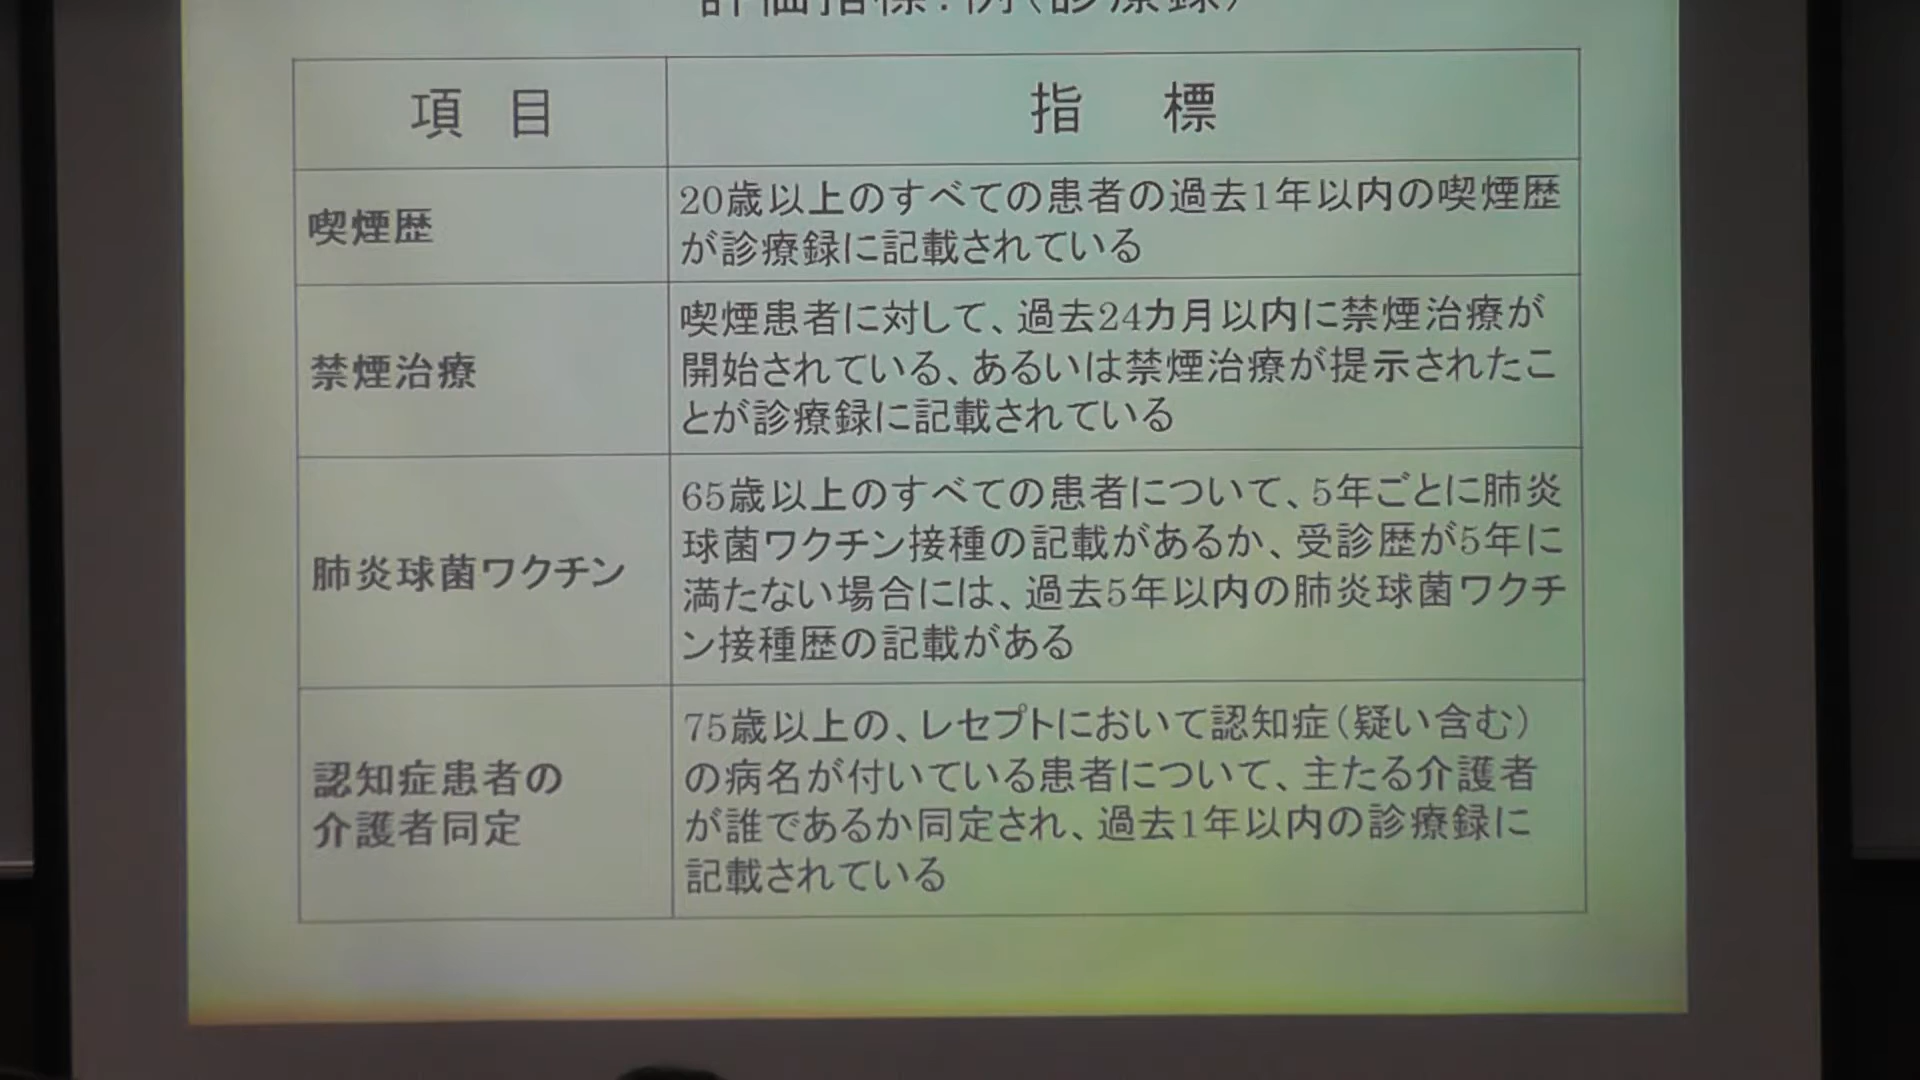 評価指標:例(診療録)
項 目
指 標
喫煙歴
20歳以上のすべての患者の過去1年以内の喫煙歴
が診療録に記載されている
禁煙治療
喫煙患者に対して、過去24カ月以内に禁煙治療が
開始されている、あるいは禁煙治療が提示されたこ
とが診療録に記載されている
肺炎球菌ワクチン
65歳以上のすべての患者について、5年ごとに肺炎
球菌ワクチン接種の記載があるか、受診歴が5年に
満たない場合には、過去5年以内の肺炎球菌ワクチ
ン接種歴の記載がある
認知症患者の
介護者同定
75歳以上の、レセプトにおいて認知症(疑い含む)
の病名が付いている患者について、主たる介護者
が誰であるか同定され、過去1年以内の診療録に
記載されている